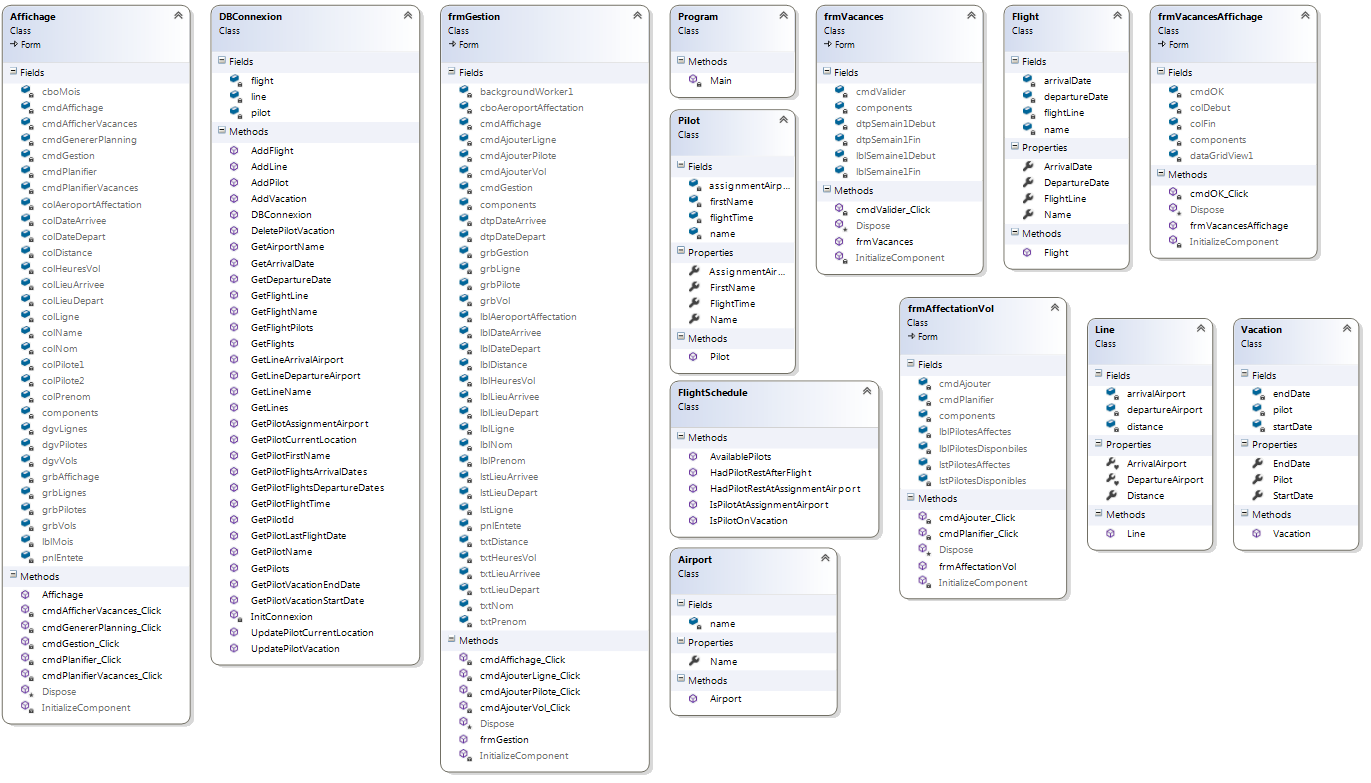 Affichage
Class
Form
Fields
cboMois
cmdAffichage
cmdAfficherVacances
cmdGenererPlanning
cmdGestion
cmdPlanifier
cmdPlanifierVacances
colAeroportAffectation
colDateArrivee
colDateDepart
colDistance
colHeuresVol
colLieuArrivee
colLieuDepart
colLigne
colName
colNom
colPilote1
colPilote2
colPrenom
components
dgvLignes
dgvPilotes
dgvVols
grbAffichage
grbLignes
grbPilotes
grbVols
lblMois
pnlEntete
Methods
Affichage
cmdAfficherVacances_Click
cmdGenererPlanning_Click
cmdGestion_Click
cmdPlanifier_Click
cmdPlanifierVacances_Click
Dispose
InitializeComponent
DBConnexion
Class
Fields
flight
line
pilot
Methods
AddFlight
AddLine
AddPilot
AddVacation
DBConnexion
DeletePilotVacation
GetAirportName
GetArrivalDate
GetDepartureDate
GetFlightLine
GetFlightName
GetFlightPilots
GetFlights
GetLineArrivalAirport
GetLineDepartureAirport
GetLineName
GetLines
GetPilotAssignmentAirport
GetPilotCurrentLocation
GetPilotFirstName
GetPilotFlightsArrivalDates
GetPilotFlightsDepartureDates
GetPilotFlightTime
GetPilotId
GetPilotLastFlightDate
GetPilotName
GetPilots
GetPilotVacationEndDate
GetPilotVacationStartDate
InitConnexion
UpdatePilotCurrentLocation
UpdatePilotVacation
frmGestion
Class
Form
Fields
backgroundWorker1
cboAeroportAffectation
cmdAffichage
cmdAjouterLigne
cmdAjouterPilote
cmdAjouterVol
cmdGestion
components
dtpDateArrivee
dtpDateDepart
grbGestion
grbLigne
grbPilote
grbVol
lblAeroportAffectation
lblDateArrivee
lblDateDepart
lblDistance
lblHeuresVol
lblLieuArrivee
lblLieuDepart
lblLigne
lblNom
lblPrenom
lstLieuArrivee
lstLieuDepart
lstLigne
pnlEntete
txtDistance
txtHeuresVol
txtLieuArrivee
txtLieuDepart
txtNom
txtPrenom
Methods
cmdAffichage_Click
cmdAjouterLigne_Click
cmdAjouterPilote_Click
cmdAjouterVol_Click
Dispose
frmGestion
InitializeComponent
Program
Class
Methods
Main
Pilot
Class
Fields
assignmentAirp...
firstName
flightTime
name
Properties
AssignmentAir...
FirstName
FlightTime
Name
Methods
Pilot
FlightSchedule
Class
Methods
AvailablePilots
HadPilotRestAfterFlight
HadPilotRestAtAssignmentAirport
IsPilotAtAssignmentAirport
IsPilotOnVacation
Airport
Class
Fields
name
Properties
Name
Methods
Airport
frmVacances
Class
Form
Fields
cmdValider
components
dtpSemain1Debut
dtpSemain1Fin
lblSemaine1Debut
lblSemaine1Fin
Methods
cmdValider_Click
Dispose
frmVacances
InitializeComponent
Flight
Class
Fields
arrivalDate
departureDate
flightLine
name
Properties
ArrivalDate
DepartureDate
FlightLine
Name
Methods
Flight
frmVacancesAffichage
Class
Form
Fields
cmdOK
colDebut
colFin
components
dataGridView1
Methods
cmdOK_Click
Dispose
frmVacancesAffichage
InitializeComponent
frmAffectationVol
Class
Form
Fields
cmdAjouter
cmdPlanifier
components
lblPilotesAffectes
lblPilotesDisponbiles
lstPilotesAffectes
lstPilotesDisponibles
Methods
cmdAjouter_Click
cmdPlanifier_Click
Dispose
frmAffectationVol
InitializeComponent
Line
Class
Fields
arrivalAirport
departureAirport
distance
Properties
ArrivalAirport
DepartureAirport
Distance
Methods
Line
Vacation
Class
Fields
endDate
pilot
startDate
Properties
EndDate
Pilot
StartDate
Methods
Vacation